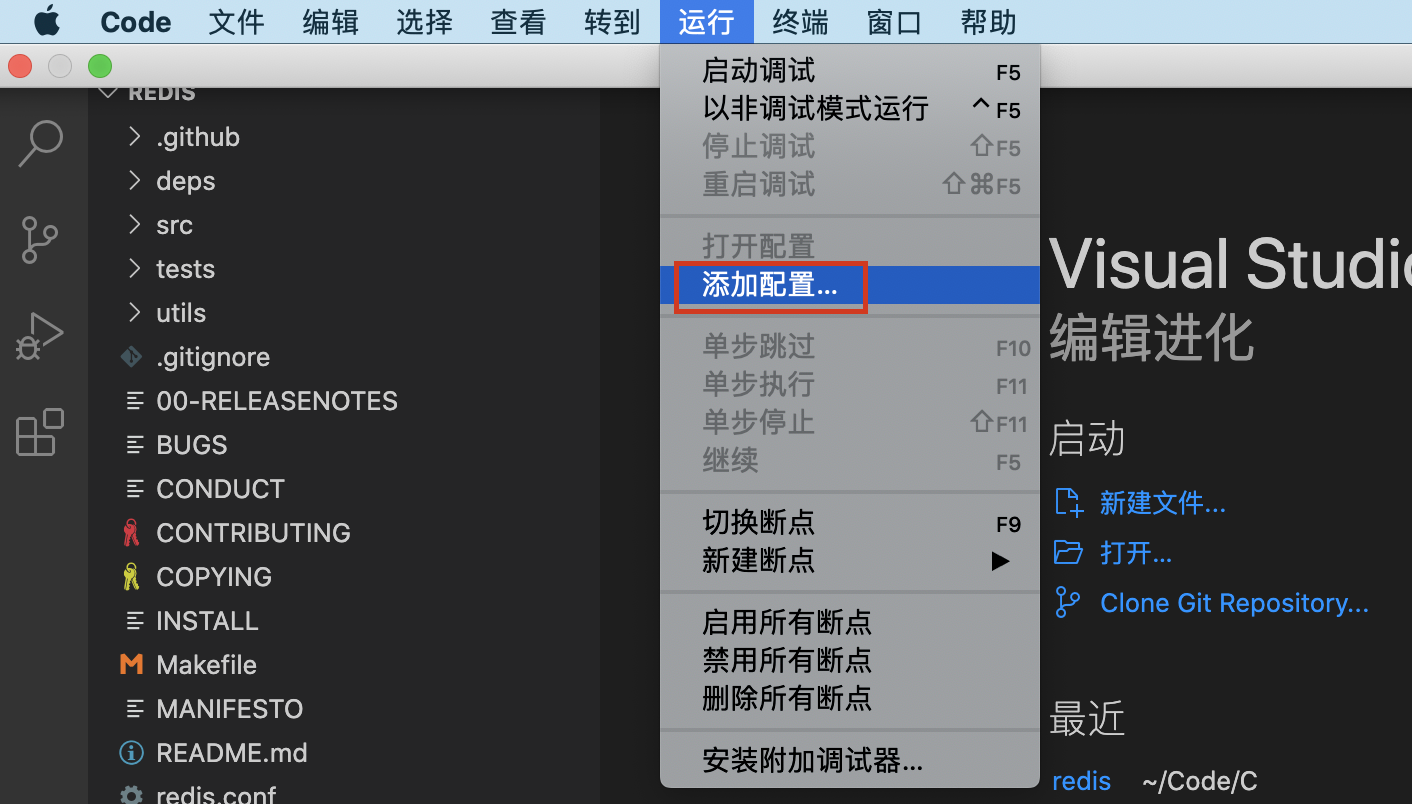 Code 文件 编辑 选择 查看 转到 运行 终端 窗口 帮助
REDIS
.github
deps
src
tests
utils
.gitignore
00-RELEASENOTES
BUGS
CONDUCT
CONTRIBUTING
COPYING
INSTALL
Makefile
MANIFESTO
README.md
redis.conf
启动调试 F5
以非调试模式运行 ^ F5
停止调试 ⇧F5
重启调试 ⇧⌘F5
打开配置
添加配置...
单步跳过 F10
单步执行 F11
单步停止 ⇧F11
继续 F5
切换断点 F9
新建断点 ▶
启用所有断点
禁用所有断点
删除所有断点
安装附加调试器...
Visual Studio
编辑进化
启动
新建文件...
打开...
Clone Git Repository...
最近
redis ~/Code/C